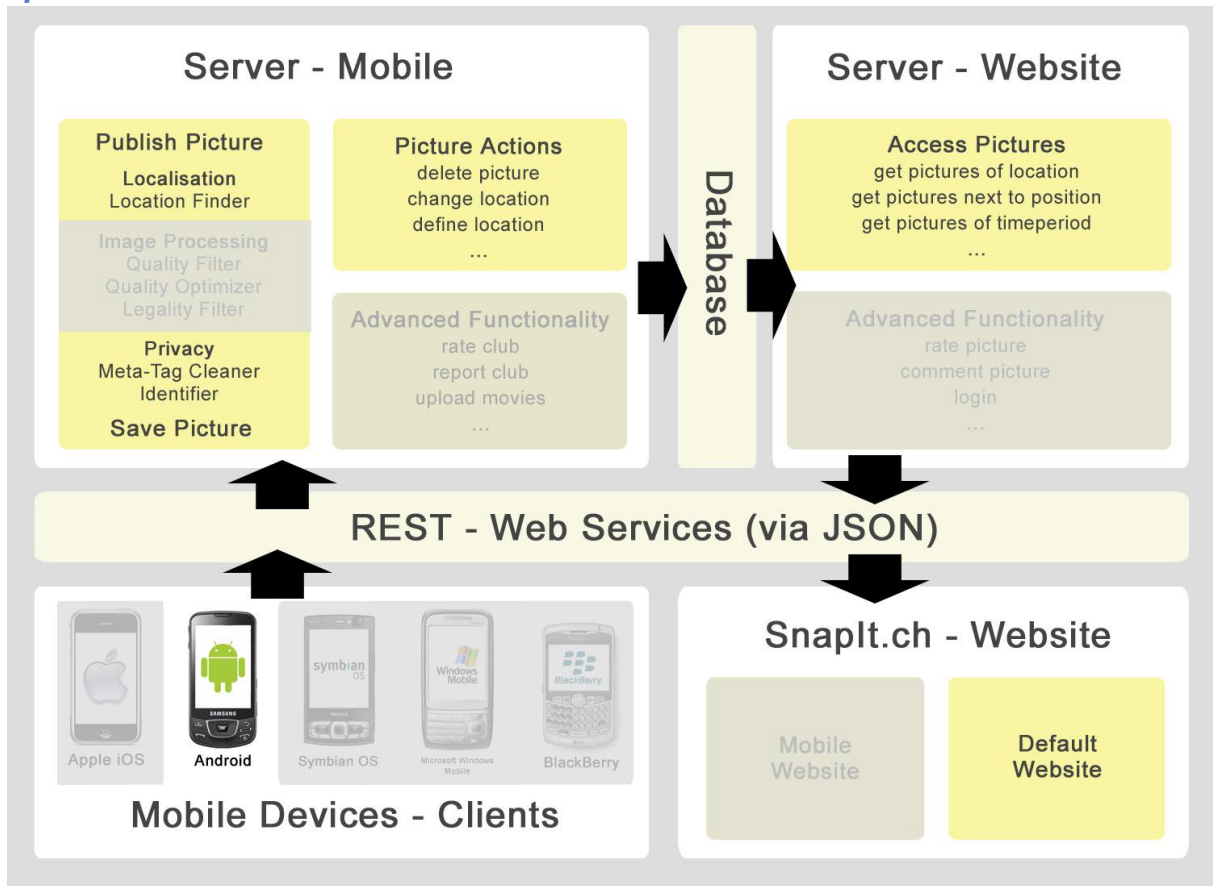 Server - Mobile
Publish Picture
Localisation
Location Finder
Image Processing
Quality Filter
Quality Optimizer
Legality Filter
Privacy
Meta-Tag Cleaner
Identifier
Save Picture
Picture Actions
delete picture
change location
define location
...
Advanced Functionality
rate club
report club
upload movies
...
Database
Server - Website
Access Pictures
get pictures of location
get pictures next to position
get pictures of timeperiod
...
Advanced Functionality
rate picture
comment picture
login
...
REST - Web Services (via JSON)
Apple iOS
SAMSUNG
Android
symbian
OS
NOKIA
Symbian OS
Windows
Mobile
Microsoft Windows
Mobile
BlackBerry
BlackBerry
Mobile Devices - Clients
SnapIt.ch - Website
Mobile
Website
Default
Website